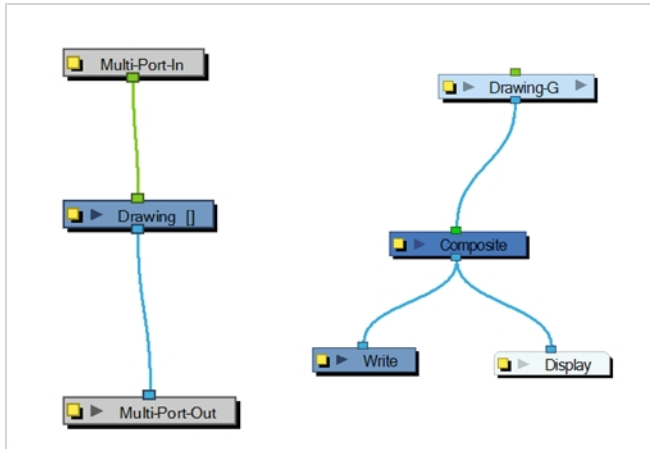 Multi-Port-In
Drawing-G
Drawing []
Composite
Write
Display
Multi-Port-Out